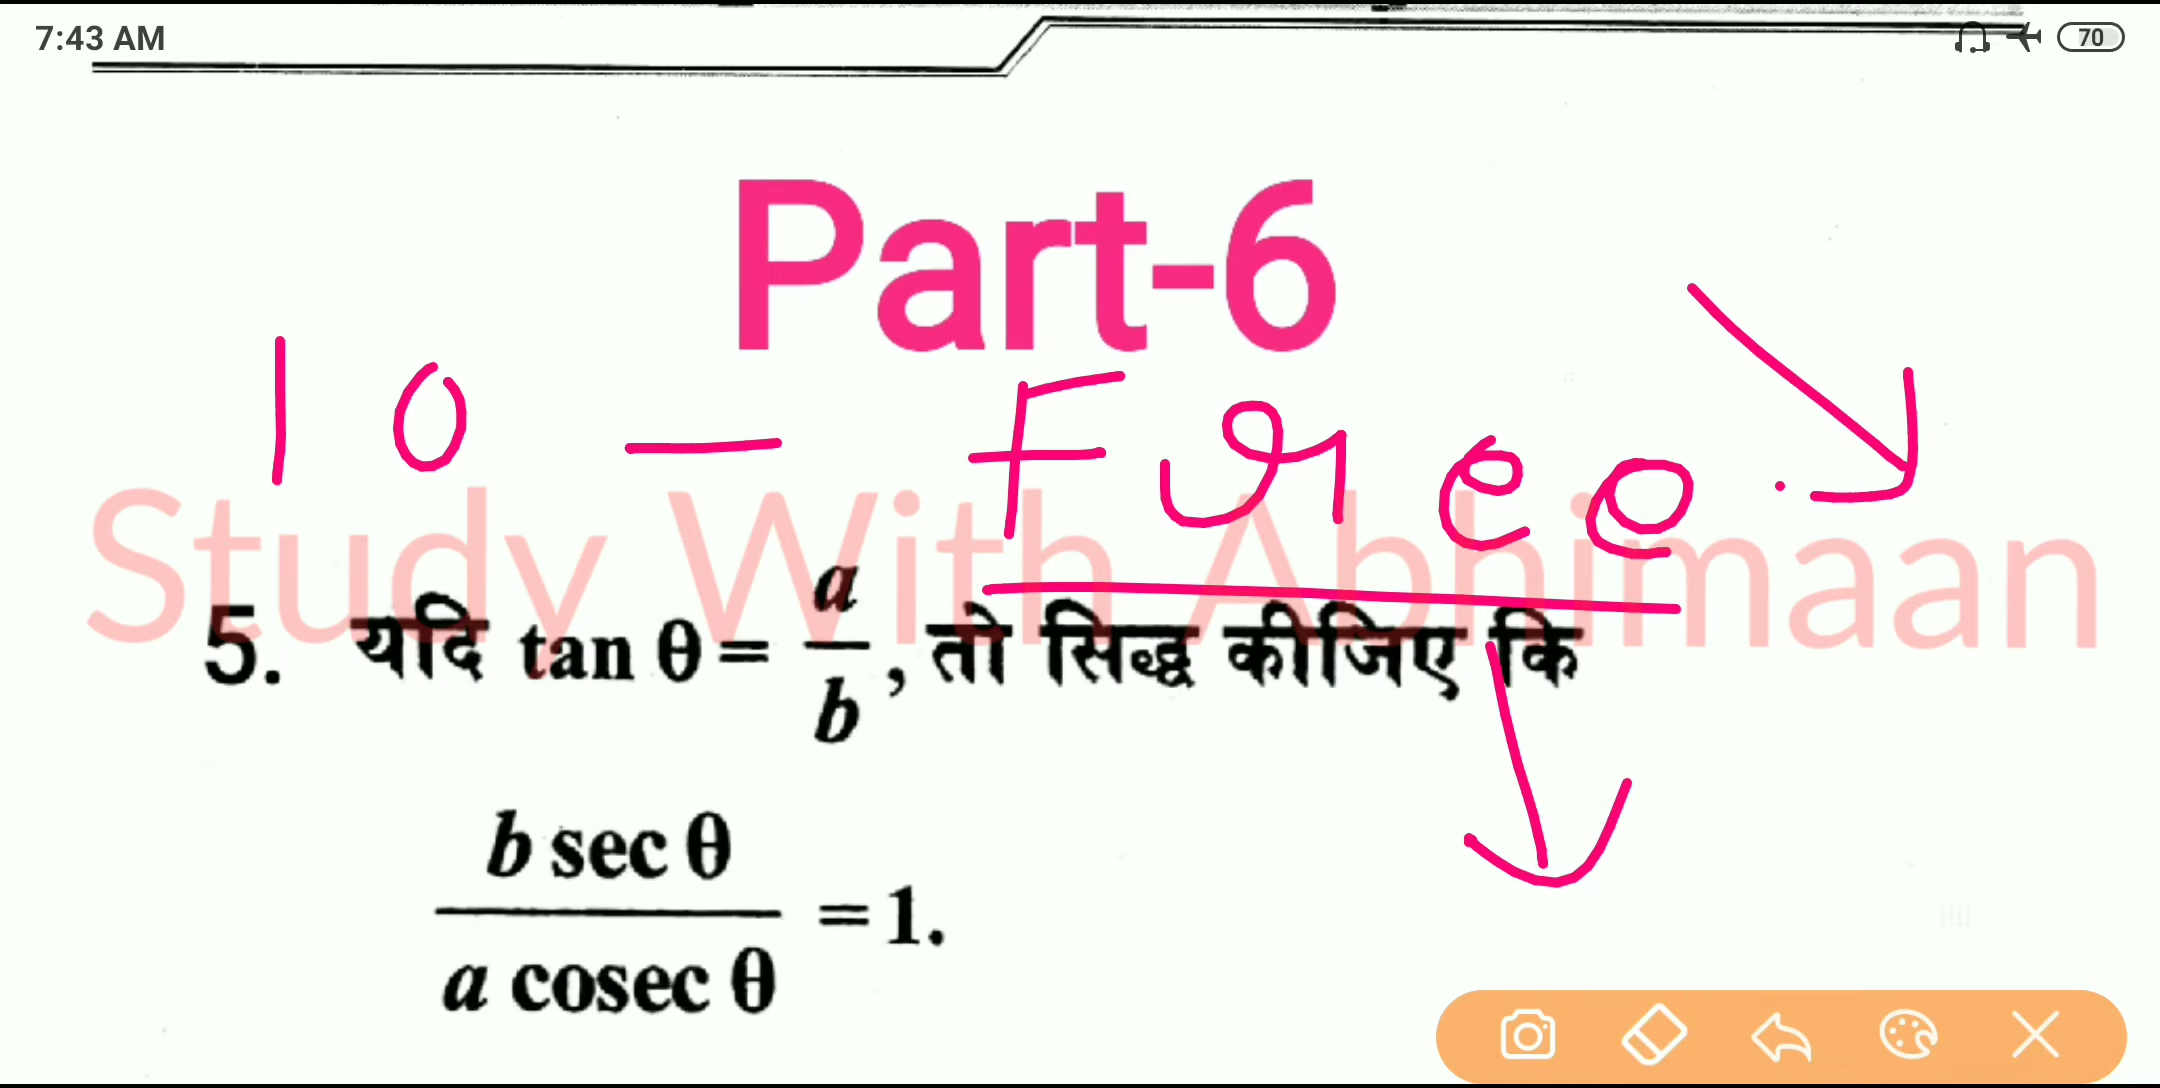 7:43 AM
70
Part-6
10 — Free.
Study With Abhimaan
5. यदि tan θ = a/b, तो सिद्ध कीजिए कि
b sec θ / a cosec θ = 1.